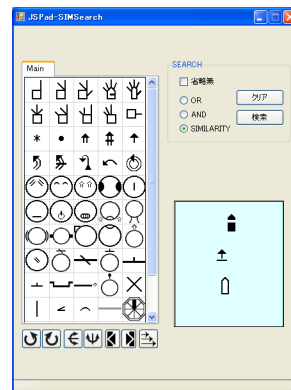 JSPad-SIMSearch
Main
SEARCH
省略無
OR
クリア
AND
検索
SIMILARITY